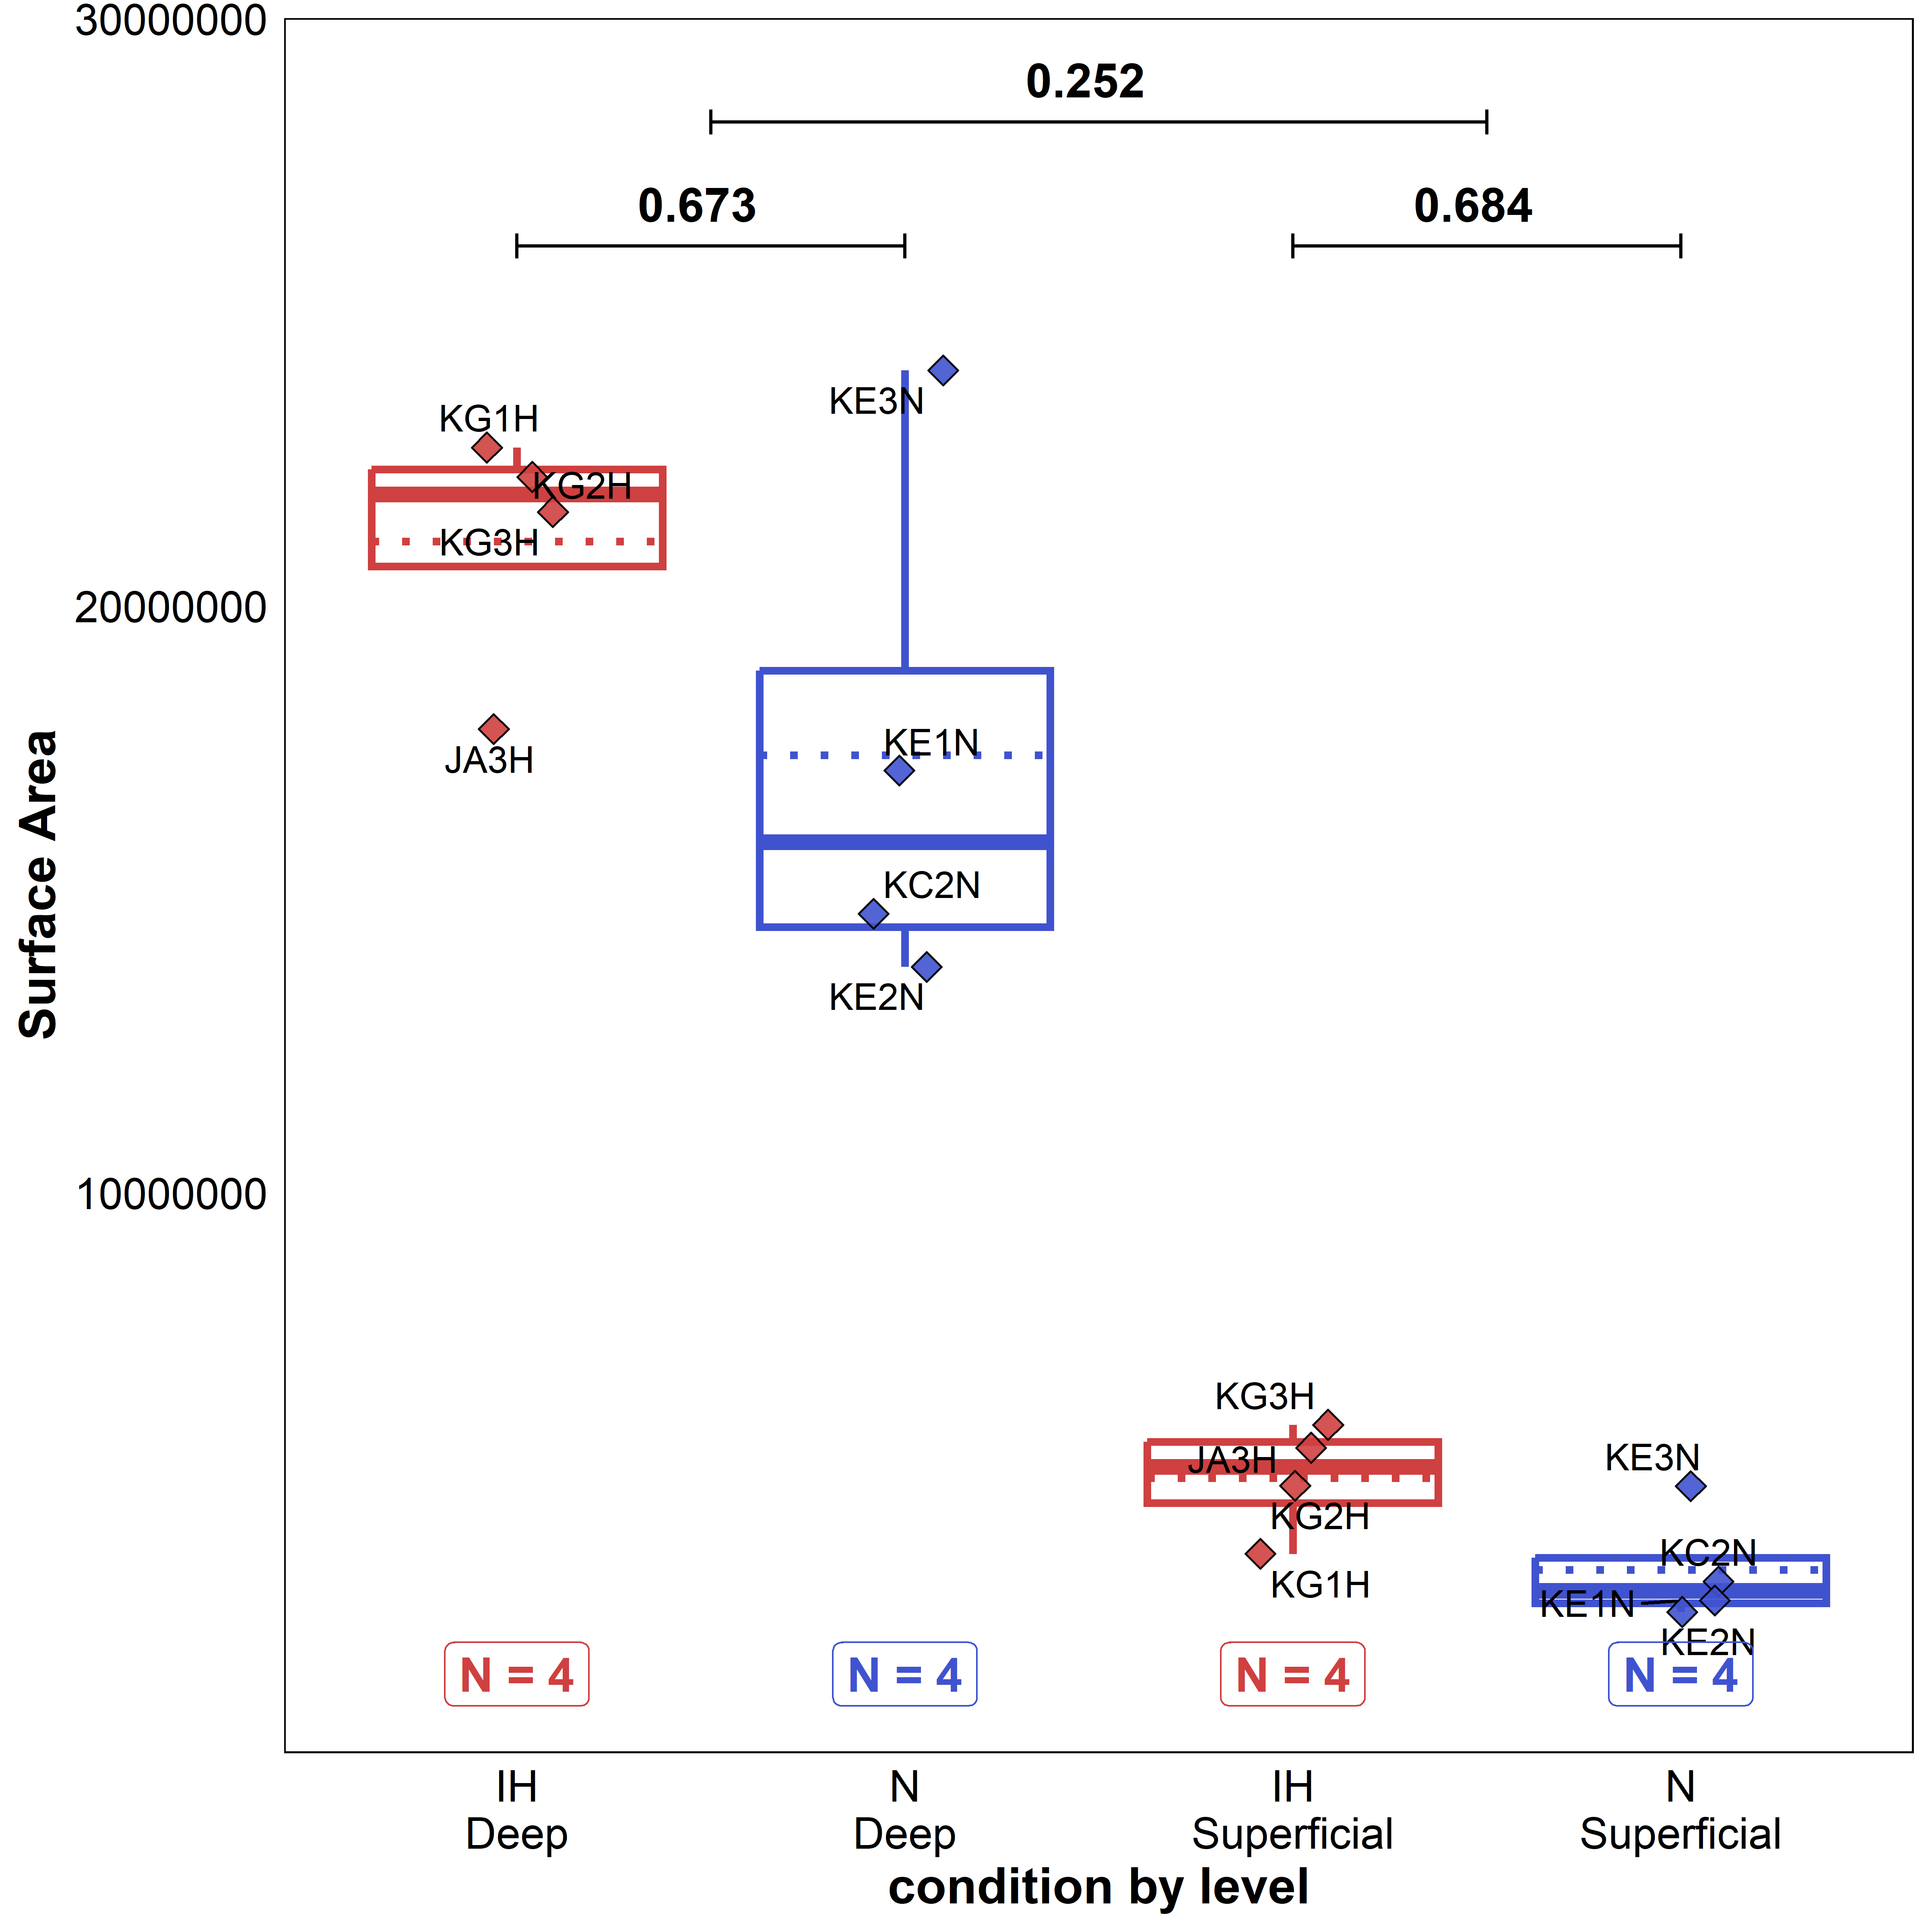 30000000
0.252
0.673
0.684
KE3N
KG1H
KG2H
KG3H
20000000
KE1N
JA3H
Surface Area
KC2N
KE2N
10000000
KG3H
JA3H
KE3N
KG2H
KC2N
KG1H
KE1N
KE2N
N = 4
N = 4
N = 4
N = 4
IH
Deep
N
Deep
IH
Superficial
N
Superficial
condition by level